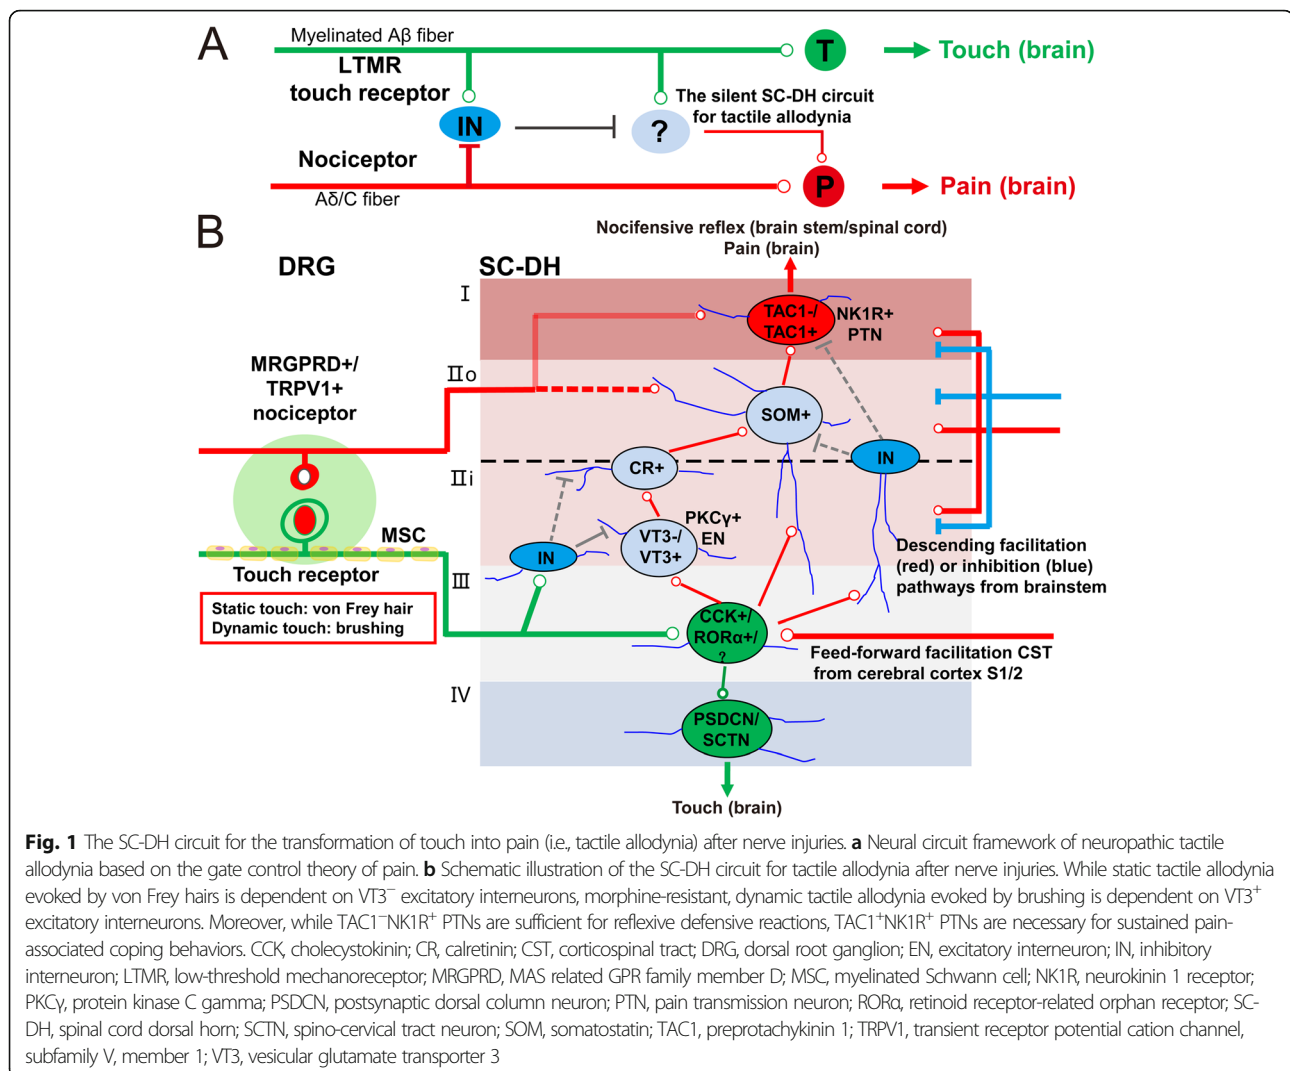 A
Myelinated Aβ fiber
LTMR
touch receptor
T
Touch (brain)
The silent SC-DH circuit
for tactile allodynia
IN
?
Nociceptor
Aδ/C fiber
P
Pain (brain)
B
Nocifensive reflex (brain stem/spinal cord)
Pain (brain)
DRG
SC-DH
I
TAC1-/
TAC1+
NK1R+
PTN
MRGPRD+/
TRPV1+
nociceptor
IIo
SOM+
IN
CR+
IIi
MSC
PKCγ+
EN
VT3-/
VT3+
IN
Descending facilitation
(red) or inhibition (blue)
pathways from brainstem
Touch receptor
III
Static touch: von Frey hair
Dynamic touch: brushing
CCK+/
RORα+/
?
Feed-forward facilitation CST
from cerebral cortex S1/2
IV
PSDCN/
SCTN
Touch (brain)
Fig. 1 The SC-DH circuit for the transformation of touch into pain (i.e., tactile allodynia) after nerve injuries. a Neural circuit framework of neuropathic tactile
allodynia based on the gate control theory of pain. b Schematic illustration of the SC-DH circuit for tactile allodynia after nerve injuries. While static tactile allodynia
evoked by von Frey hairs is dependent on VT3⁻ excitatory interneurons, morphine-resistant, dynamic tactile allodynia evoked by brushing is dependent on VT3⁺
excitatory interneurons. Moreover, while TAC1⁻NK1R⁺ PTNs are sufficient for reflexive defensive reactions, TAC1⁺NK1R⁺ PTNs are necessary for sustained pain-
associated coping behaviors. CCK, cholecystokinin; CR, calretinin; CST, corticospinal tract; DRG, dorsal root ganglion; EN, excitatory interneuron; IN, inhibitory
interneuron; LTMR, low-threshold mechanoreceptor; MRGPRD, MAS related GPR family member D; MSC, myelinated Schwann cell; NK1R, neurokinin 1 receptor;
PKCγ, protein kinase C gamma; PSDCN, postsynaptic dorsal column neuron; PTN, pain transmission neuron; RORα, retinoid receptor-related orphan receptor; SC-
DH, spinal cord dorsal horn; SCTN, spino-cervical tract neuron; SOM, somatostatin; TAC1, preprotachykinin 1; TRPV1, transient receptor potential cation channel,
subfamily V, member 1; VT3, vesicular glutamate transporter 3